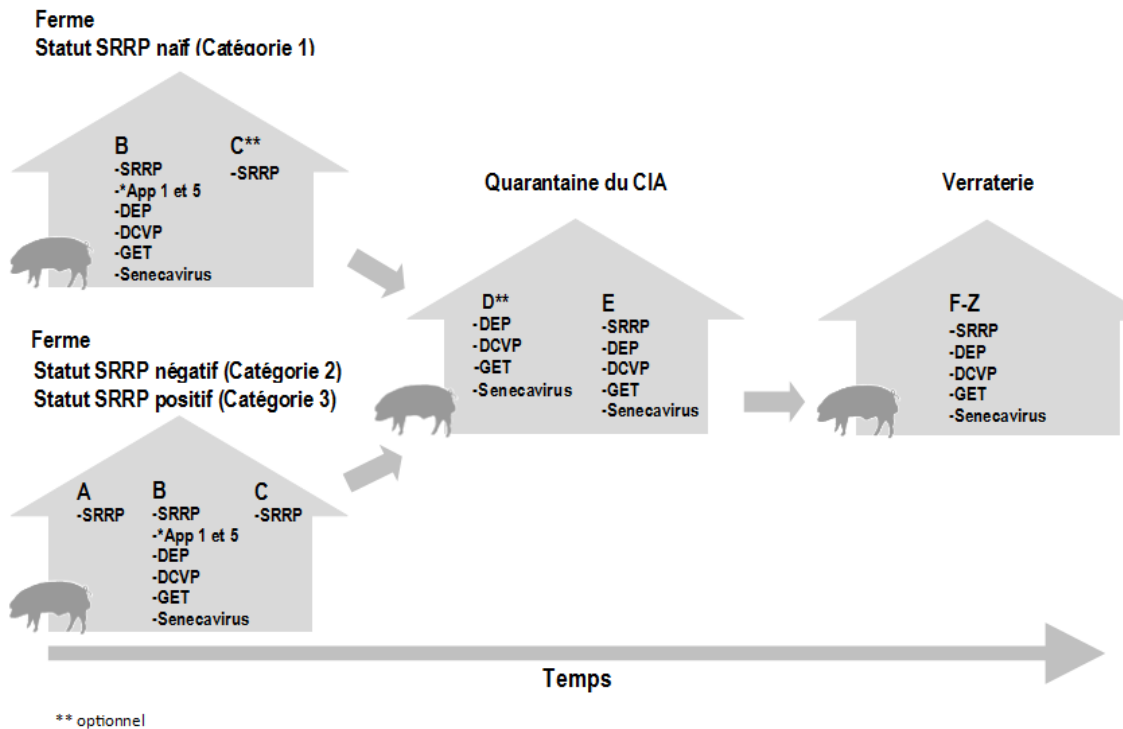 Ferme
Statut SRRP naïf (Catégorie 1)
B
-SRRP
-*App 1 et 5
-DEP
-DCVP
-GET
-Senecavirus
C**
-SRRP
Ferme
Statut SRRP négatif (Catégorie 2)
Statut SRRP positif (Catégorie 3)
A
-SRRP
B
-SRRP
-*App 1 et 5
-DEP
-DCVP
-GET
-Senecavirus
C
-SRRP
Quarantaine du CIA
D**
-DEP
-DCVP
-GET
-Senecavirus
E
-SRRP
-DEP
-DCVP
-GET
-Senecavirus
Verraterie
F-Z
-SRRP
-DEP
-DCVP
-GET
-Senecavirus
Temps
** optionnel